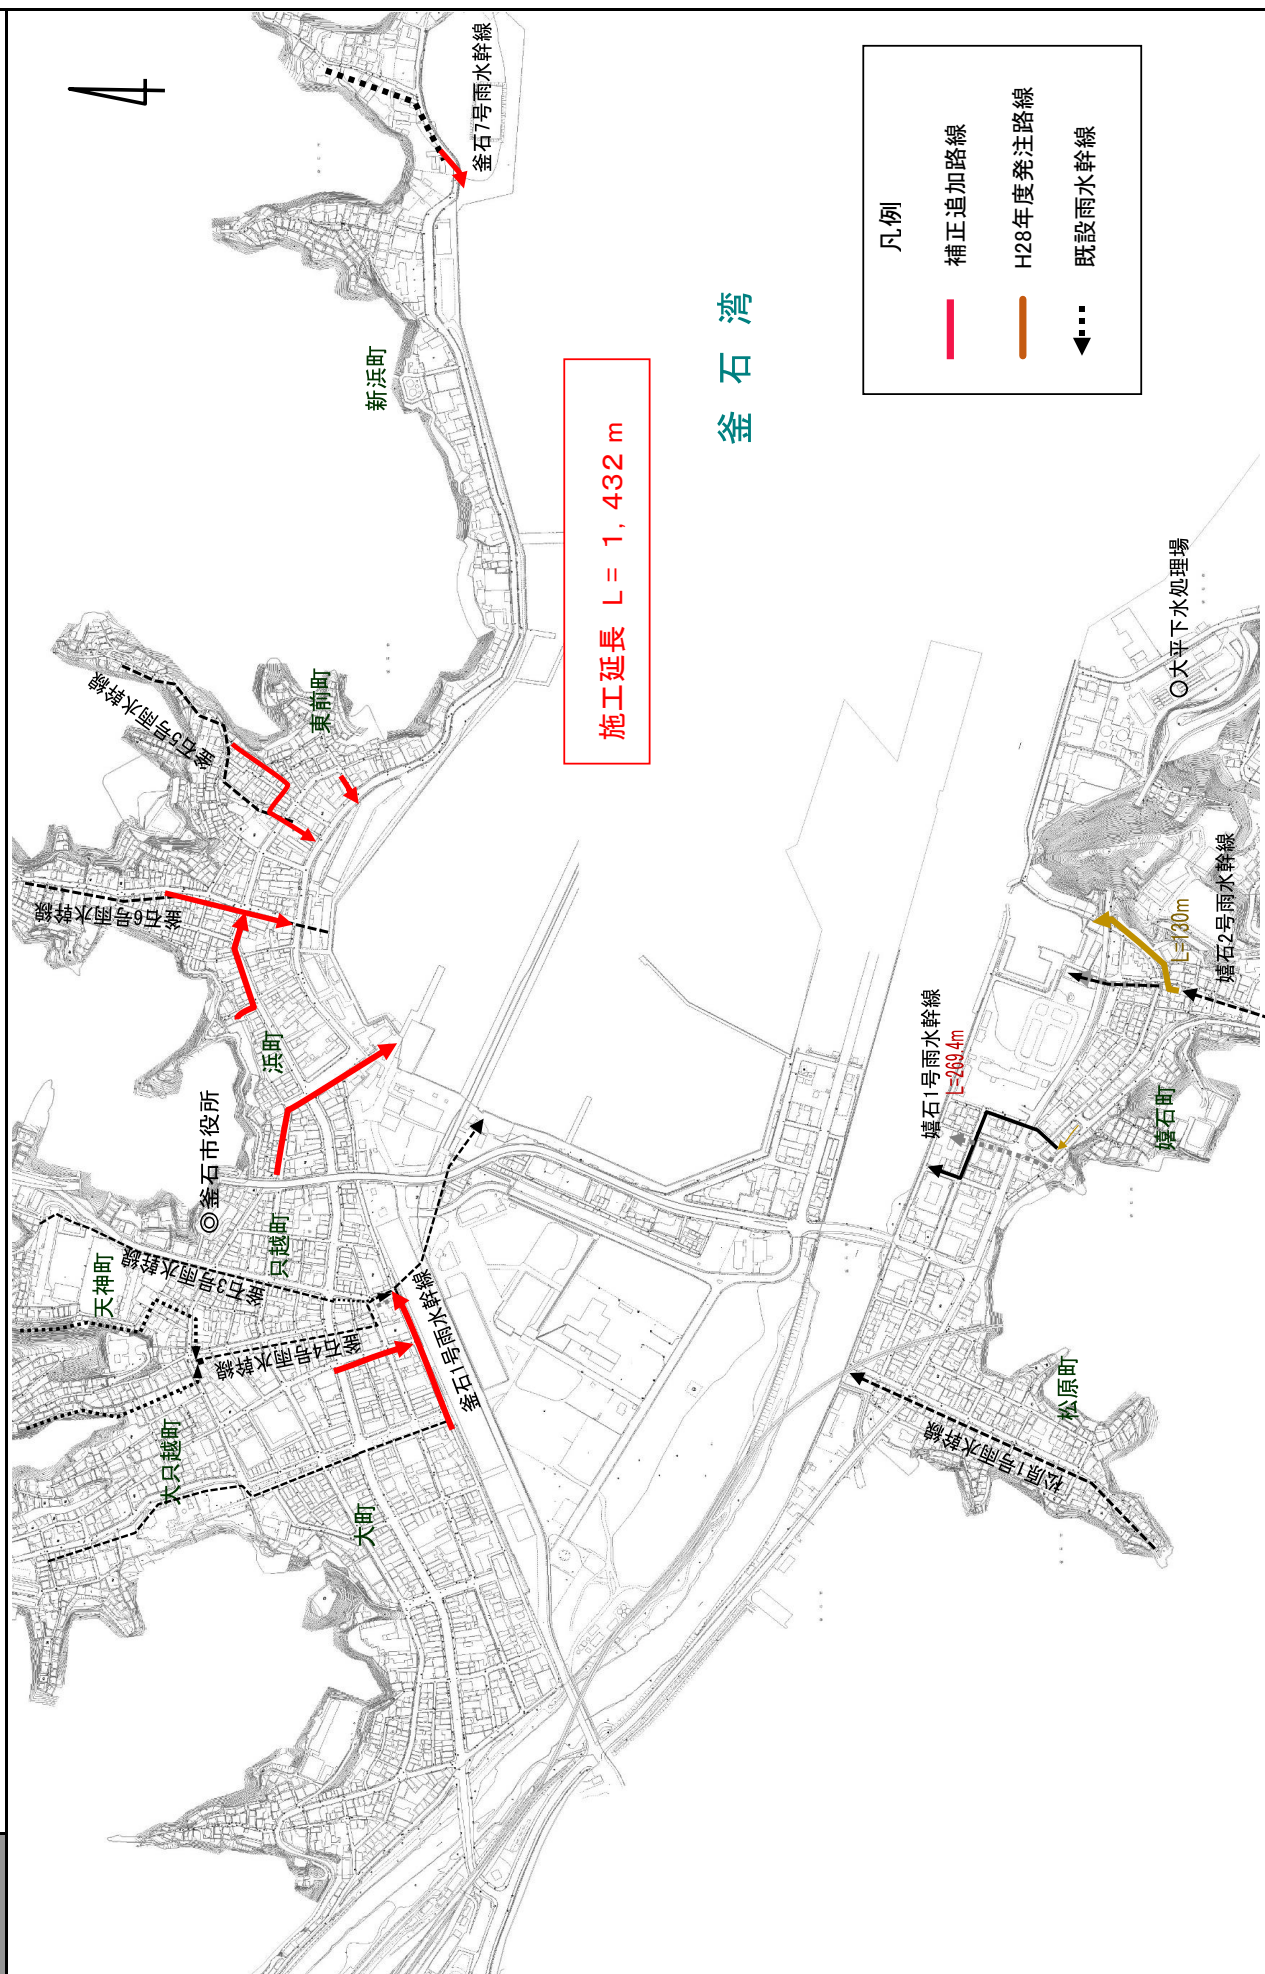 釜石7号雨水幹線
新浜町
釜石湾
施工延長 L= 1,432 m
凡例
補正追加路線
H28年度発注路線
既設雨水幹線
東前町
釜石5号雨水幹線
釜石6号雨水幹線
浜町
◎釜石市役所
只越町
天神町
釜石3号雨水幹線
釜石4号雨水幹線
釜石1号雨水幹線
大只越町
大町
○大平下水処理場
嬉石2号雨水幹線
L=130m
嬉石1号雨水幹線
L=269.4m
嬉石町
松原町
松原1号雨水幹線